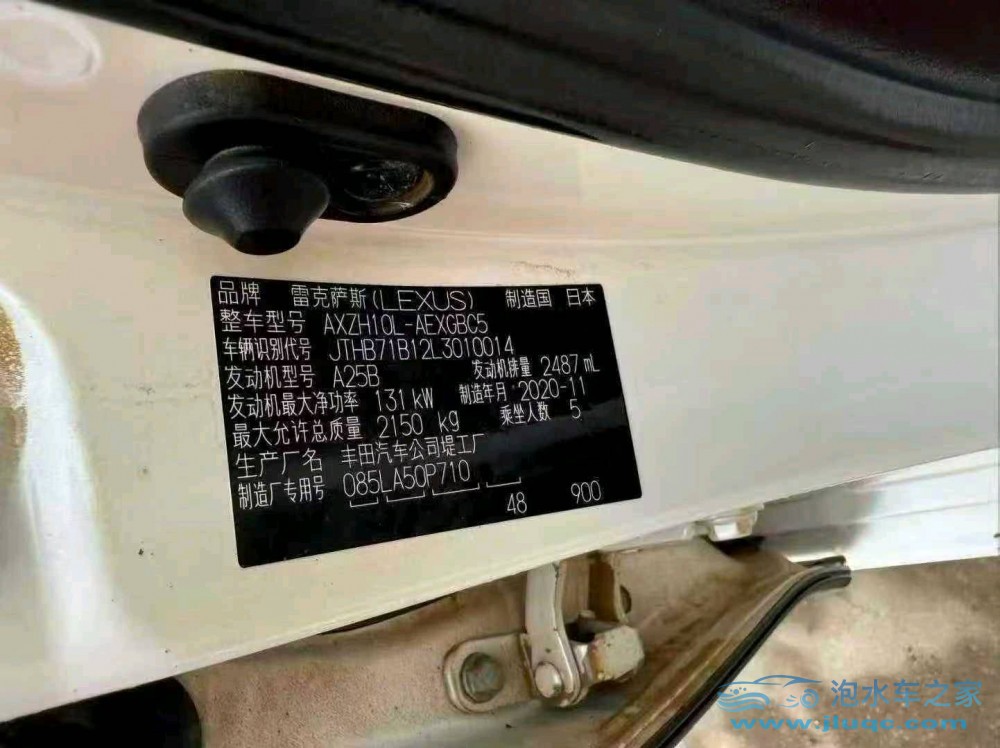 品牌 雷克萨斯(LEXUS) 制造国 日本
整车型号 AXZH10L-AEXGBC5
车辆识别代号 JTHB71B12L3010014
发动机型号 A25B 发动机排量 2487 mL
发动机最大净功率 131 kW 制造年月 2020-11
最大允许总质量 2150 kg 乘坐人数 5
生产厂名 丰田汽车公司堤工厂
制造厂专用号 085LA50P710
48 900
泡水车之家
www.jluqc.com